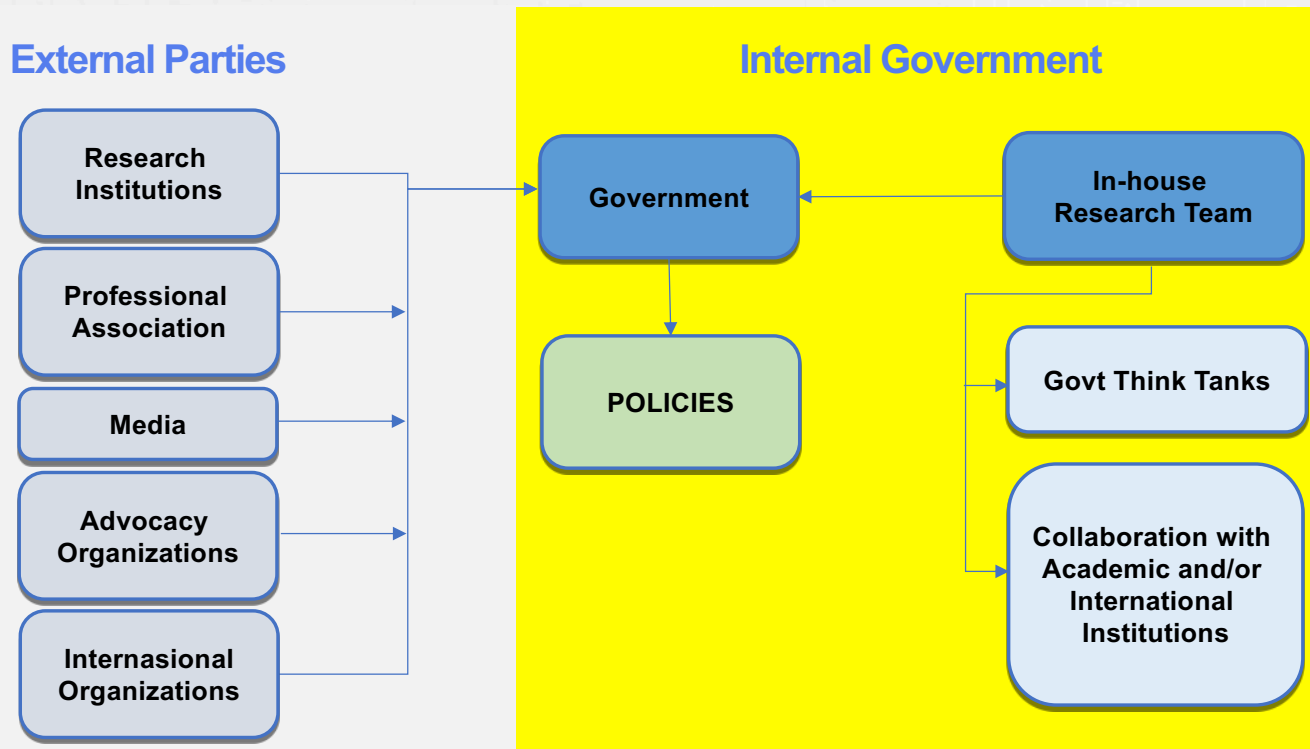 External Parties
Internal Government
Research
Institutions
Professional
Association
Media
Advocacy
Organizations
Internasional
Organizations
Government
POLICIES
In-house
Research Team
Govt Think Tanks
Collaboration with
Academic and/or
International
Institutions